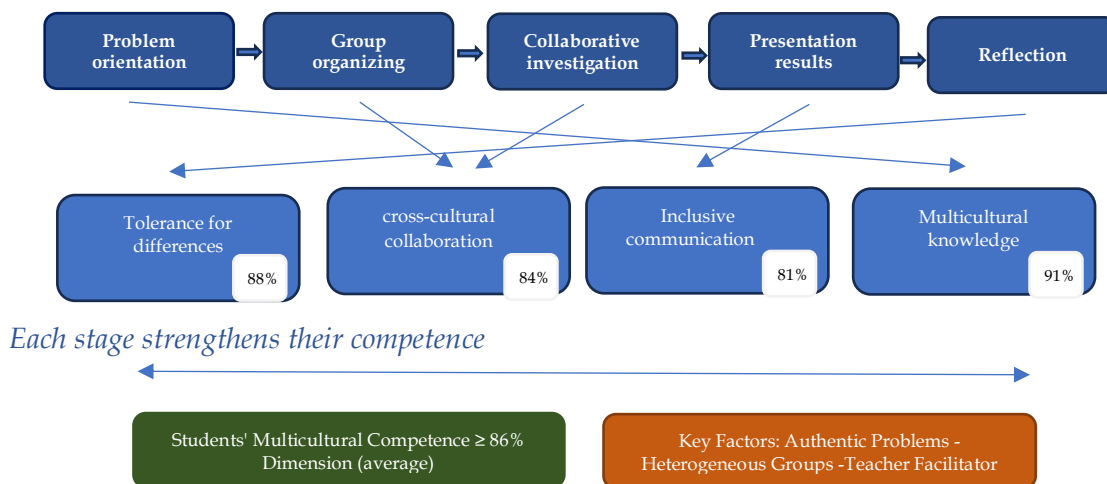 Problem
orientation
Group
organizing
Collaborative
investigation
Presentation
results
Reflection
Tolerance for
differences
88%
cross-cultural
collaboration
84%
Inclusive
communication
81%
Multicultural
knowledge
91%
Each stage strengthens their competence
Students' Multicultural Competence ≥ 86%
Dimension (average)
Key Factors: Authentic Problems -
Heterogeneous Groups -Teacher Facilitator